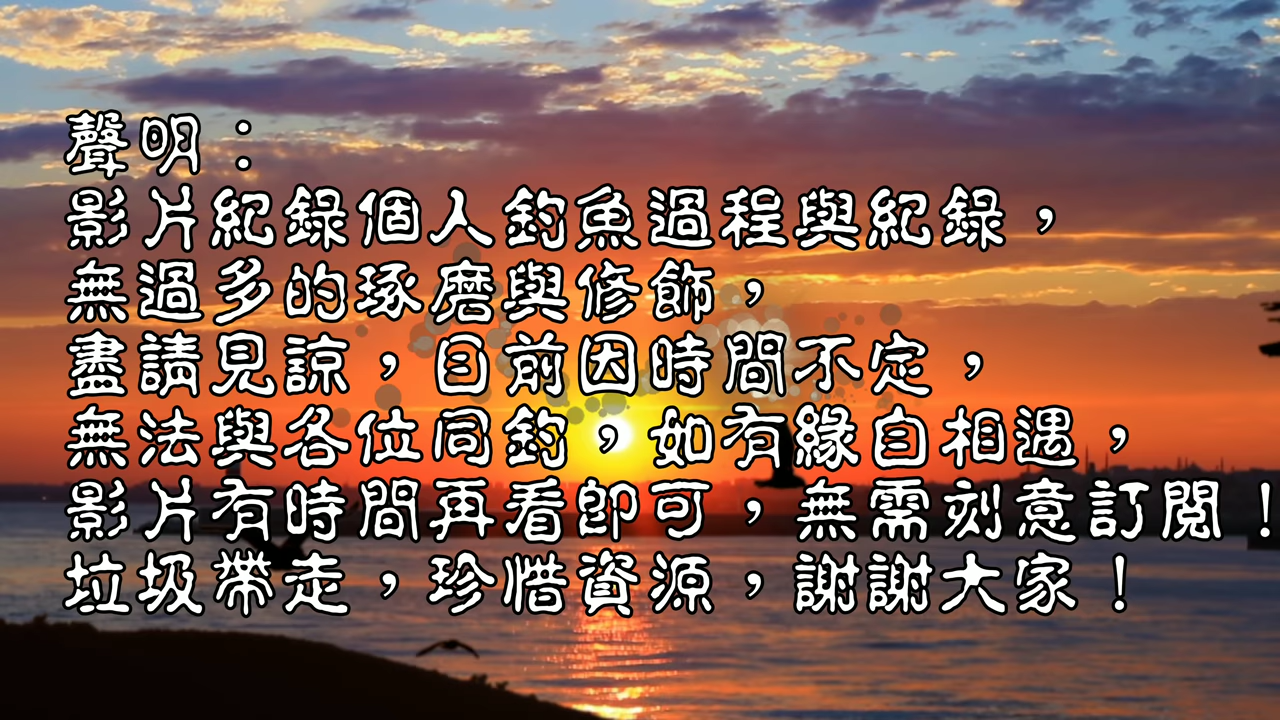 聲明：
影片紀錄個人釣魚過程與紀錄，
無過多的琢磨與修飾，
盡請見諒，目前因時間不定，
無法與各位同釣，如有緣自相遇，
影片有時間再看即可，無需刻意訂閱！
垃圾帶走，珍惜資源，謝謝大家！